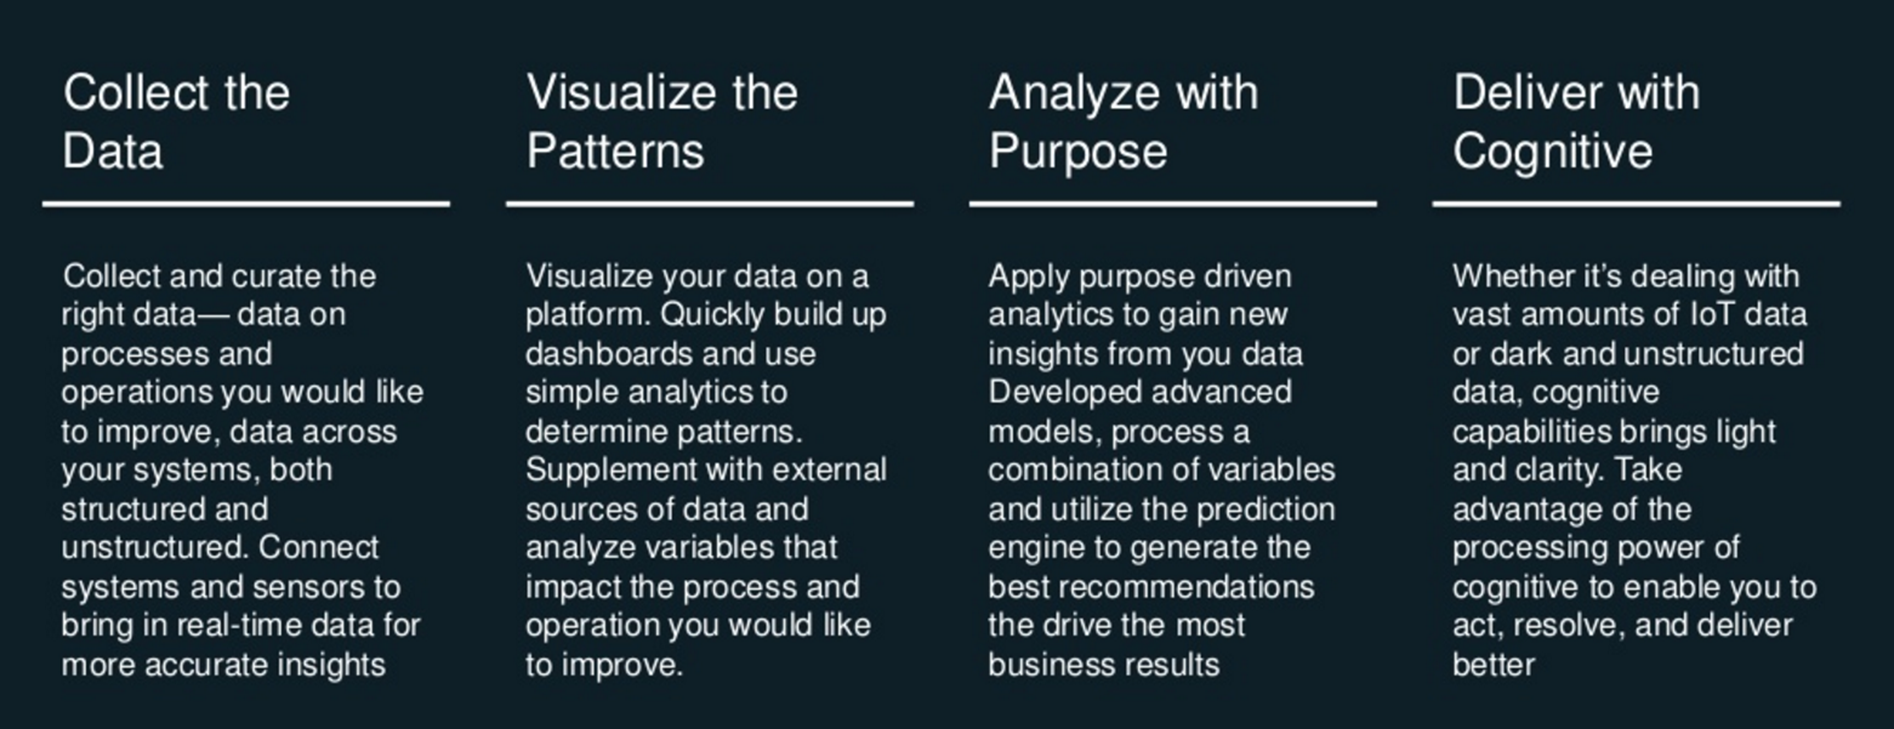 Collect the
Data
Collect and curate the
right data— data on
processes and
operations you would like
to improve, data across
your systems, both
structured and
unstructured. Connect
systems and sensors to
bring in real-time data for
more accurate insights
Visualize the
Patterns
Visualize your data on a
platform. Quickly build up
dashboards and use
simple analytics to
determine patterns.
Supplement with external
sources of data and
analyze variables that
impact the process and
operation you would like
to improve.
Analyze with
Purpose
Apply purpose driven
analytics to gain new
insights from you data
Developed advanced
models, process a
combination of variables
and utilize the prediction
engine to generate the
best recommendations
the drive the most
business results
Deliver with
Cognitive
Whether it’s dealing with
vast amounts of IoT data
or dark and unstructured
data, cognitive
capabilities brings light
and clarity. Take
advantage of the
processing power of
cognitive to enable you to
act, resolve, and deliver
better